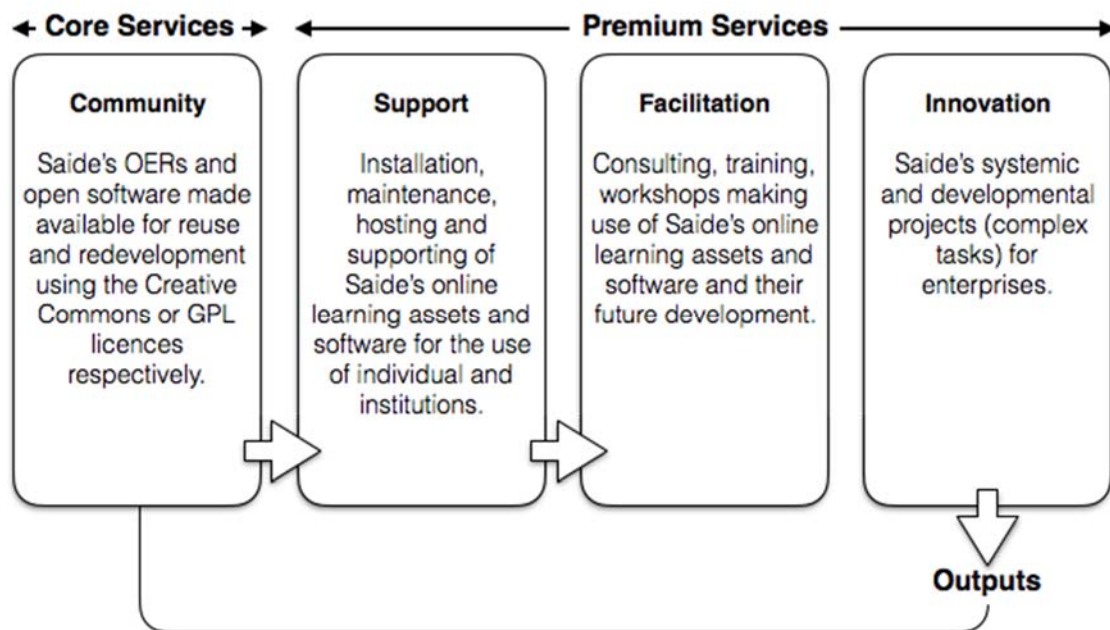 Core Services
Premium Services
Community
Saide's OERs and
open software made
available for reuse
and redevelopment
using the Creative
Commons or GPL
licences
respectively.
Support
Installation,
maintenance,
hosting and
supporting of
Saide's online
learning assets and
software for the use
of individual and
institutions.
Facilitation
Consulting, training,
workshops making
use of Saide's online
learning assets and
software and their
future development.
Innovation
Saide's systemic
and developmental
projects (complex
tasks) for
enterprises.
Outputs